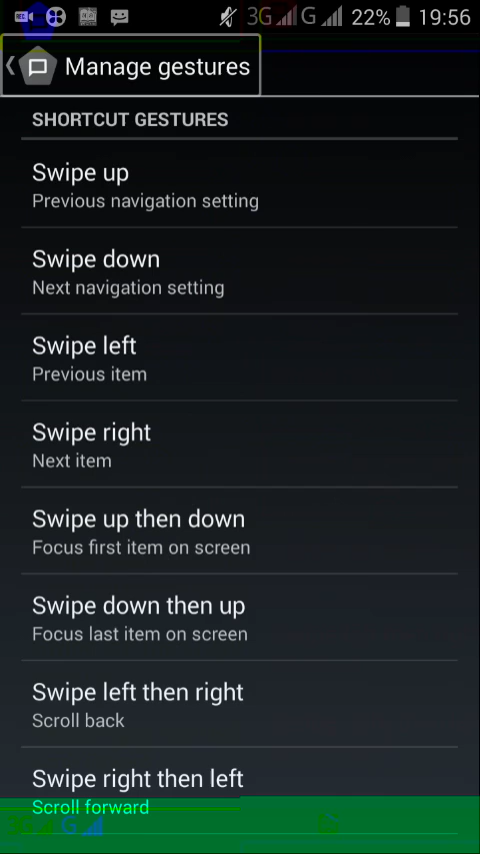 REC 3G G 22% 19:56
Manage gestures
SHORTCUT GESTURES
Swipe up
Previous navigation setting
Swipe down
Next navigation setting
Swipe left
Previous item
Swipe right
Next item
Swipe up then down
Focus first item on screen
Swipe down then up
Focus last item on screen
Swipe left then right
Scroll back
Swipe right then left
Scroll forward
3G G